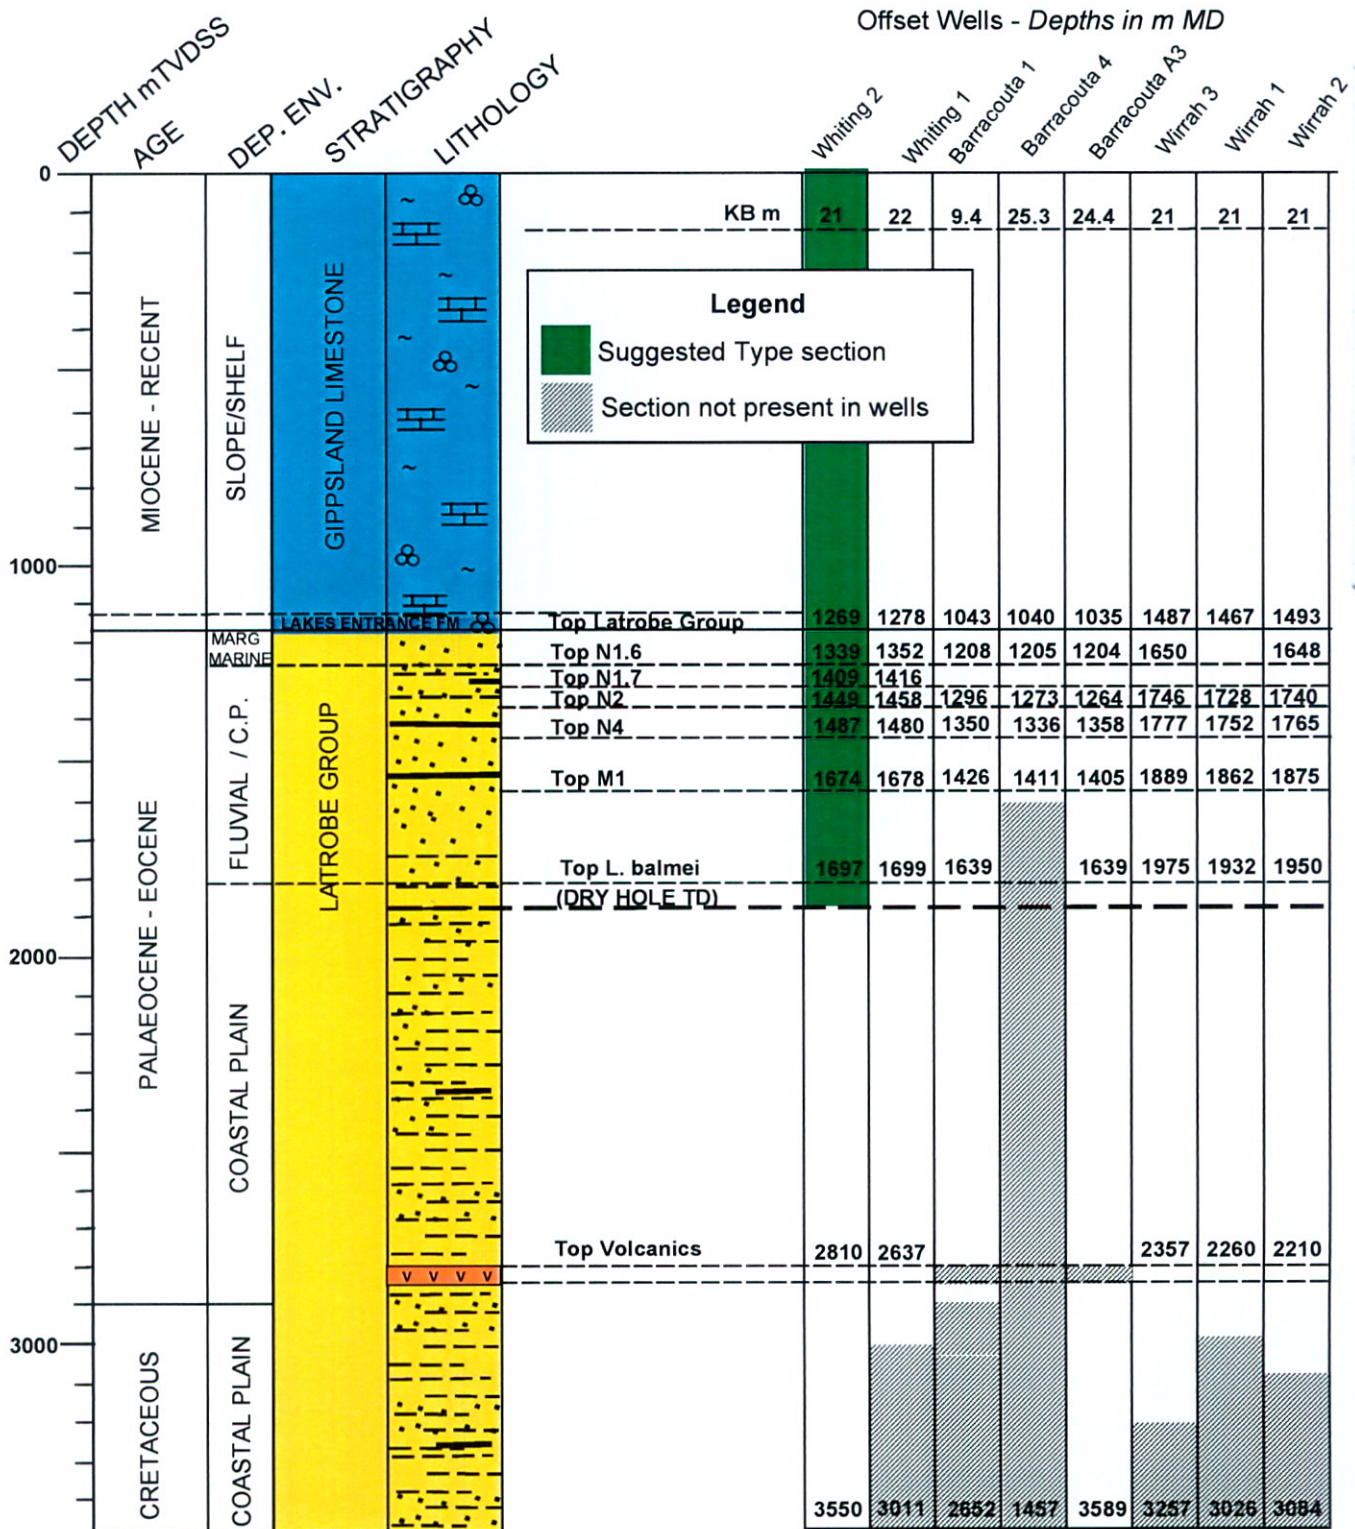 Offset Wells - Depths in m MD
DEPTH mTVDSS
AGE
DEP. ENV.
STRATIGRAPHY
LITHOLOGY
Whiting 2
Whiting 1
Barracouta 1
Barracouta 4
Barracouta A3
Wirrah 3
Wirrah 1
Wirrah 2
0
KB m 21 22 9.4 25.3 24.4 21 21 21
Legend
Suggested Type section
Section not present in wells
MIOCENE - RECENT
SLOPE/SHELF
GIPPSLAND LIMESTONE
1000
LAKES ENTRANCE FM
Top Latrobe Group 1269 1278 1043 1040 1035 1487 1467 1493
MARG
MARINE
Top N1.6 1339 1352 1208 1205 1204 1650 1648
Top N1.7 1409 1416
Top N2 1449 1458 1296 1273 1264 1746 1728 1740
Top N4 1487 1480 1350 1336 1358 1777 1752 1765
Top M1 1674 1678 1426 1411 1405 1889 1862 1875
FLUVIAL / C.P.
LATROBE GROUP
PALAEOCENE - EOCENE
Top L. balmei 1697 1699 1639 1639 1975 1932 1950
(DRY HOLE TD)
2000
COASTAL PLAIN
Top Volcanics 2810 2637 2357 2260 2210
v v v v
3000
CRETACEOUS
COASTAL PLAIN
3550 3011 2652 1457 3589 3257 3026 3084